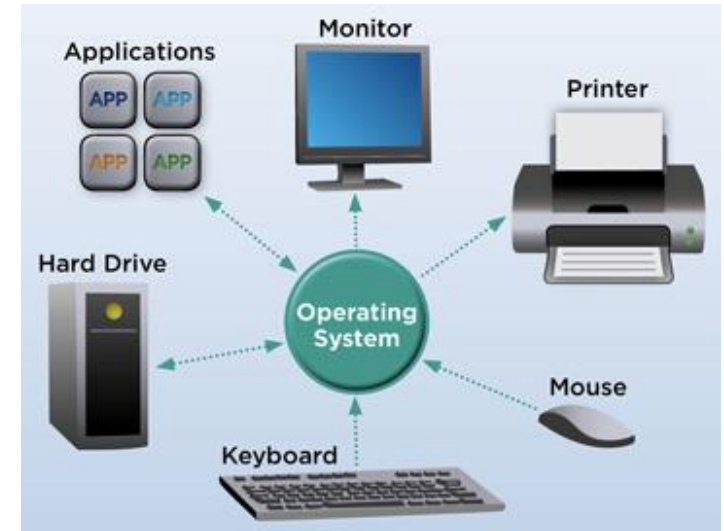 Monitor
Applications
APP APP
APP APP
Printer
Hard Drive
Operating
System
Mouse
Keyboard